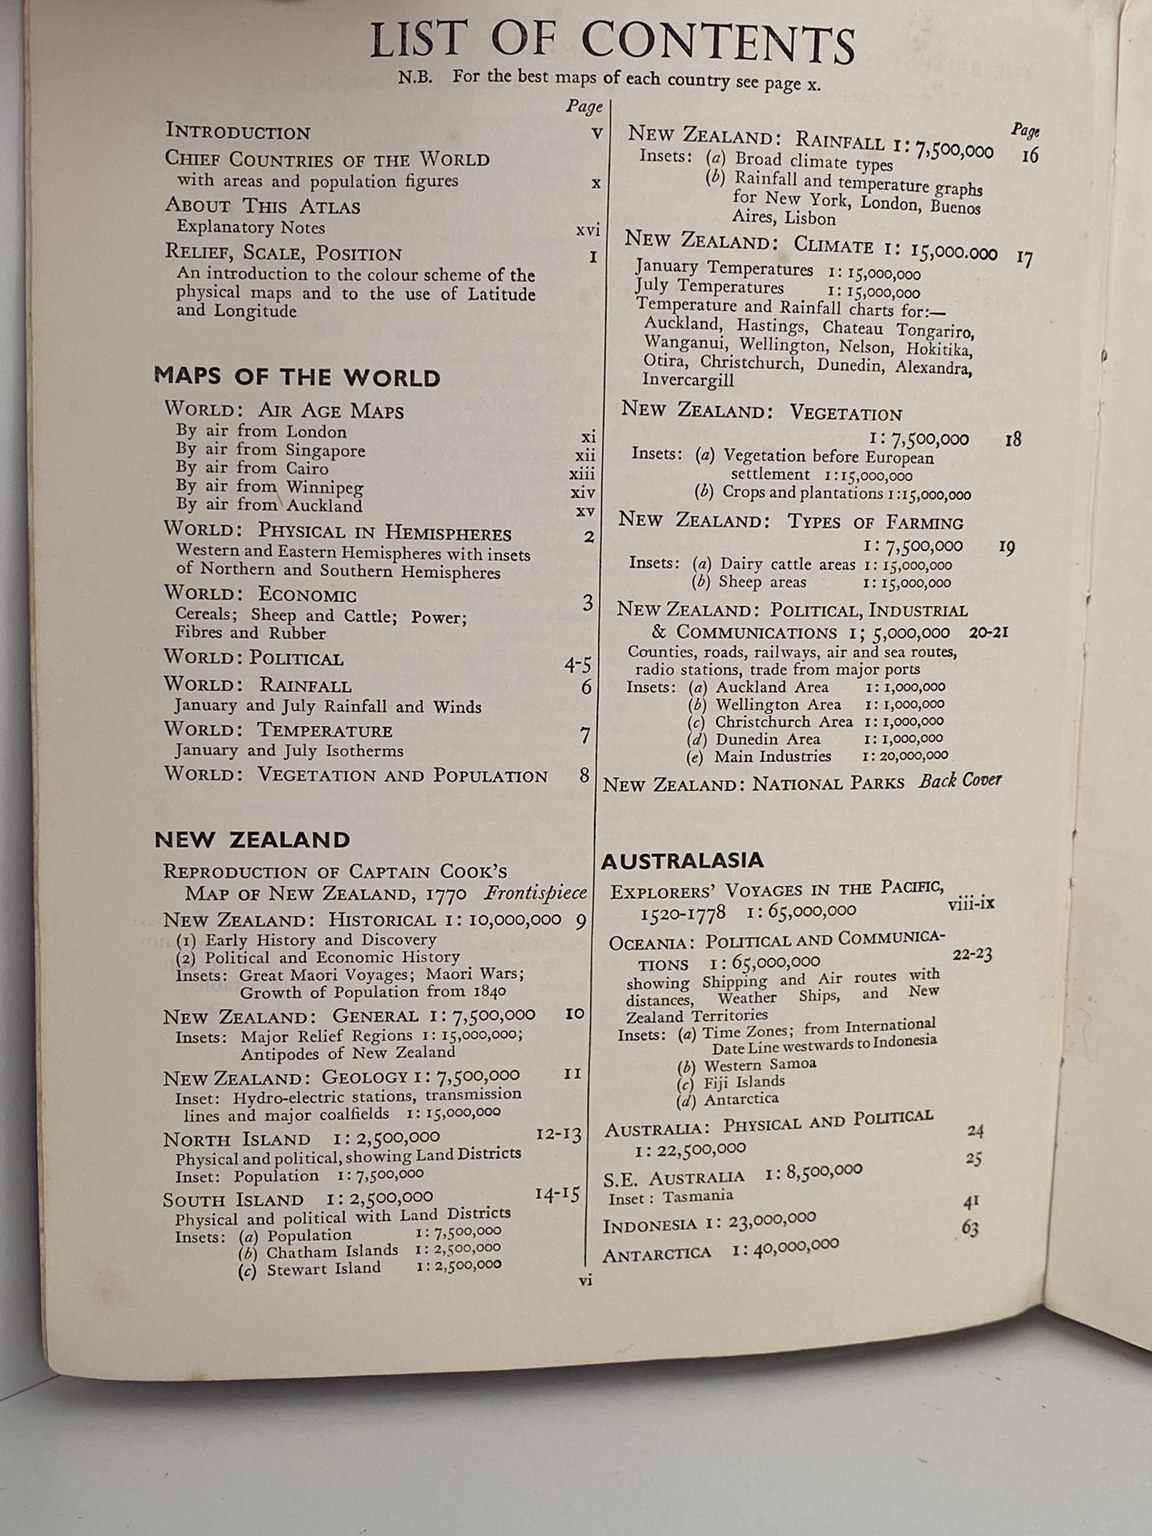 LIST OF CONTENTS
N.B. For the best maps of each country see page x.
Page
INTRODUCTION v
CHIEF COUNTRIES OF THE WORLD
with areas and population figures x
ABOUT THIS ATLAS
Explanatory Notes xvi
RELIEF, SCALE, POSITION 1
An introduction to the colour scheme of the
physical maps and to the use of Latitude
and Longitude
MAPS OF THE WORLD
WORLD: AIR AGE MAPS
By air from London xi
By air from Singapore xii
By air from Cairo xiii
By air from Winnipeg xiv
By air from Auckland xv
WORLD: PHYSICAL IN HEMISPHERES 2
Western and Eastern Hemispheres with insets
of Northern and Southern Hemispheres
WORLD: ECONOMIC 3
Cereals; Sheep and Cattle; Power;
Fibres and Rubber
WORLD: POLITICAL 4-5
WORLD: RAINFALL 6
January and July Rainfall and Winds
WORLD: TEMPERATURE 7
January and July Isotherms
WORLD: VEGETATION AND POPULATION 8
NEW ZEALAND
REPRODUCTION OF CAPTAIN COOK'S
MAP OF NEW ZEALAND, 1770 Frontispiece
NEW ZEALAND: HISTORICAL 1: 10,000,000 9
(1) Early History and Discovery
(2) Political and Economic History
Insets: Great Maori Voyages; Maori Wars;
Growth of Population from 1840
NEW ZEALAND: GENERAL 1: 7,500,000 10
Insets: Major Relief Regions 1: 15,000,000;
Antipodes of New Zealand
NEW ZEALAND: GEOLOGY 1: 7,500,000 11
Inset: Hydro-electric stations, transmission
lines and major coalfields 1: 15,000,000
NORTH ISLAND 1: 2,500,000 12-13
Physical and political, showing Land Districts
Inset: Population 1: 7,500,000
SOUTH ISLAND 1: 2,500,000 14-15
Physical and political with Land Districts
Insets: (a) Population 1: 7,500,000
(b) Chatham Islands 1: 2,500,000
(c) Stewart Island 1: 2,500,000
Page
NEW ZEALAND: RAINFALL 1: 7,500,000 16
Insets: (a) Broad climate types
(b) Rainfall and temperature graphs
for New York, London, Buenos
Aires, Lisbon
NEW ZEALAND: CLIMATE 1: 15,000.000 17
January Temperatures 1: 15,000,000
July Temperatures 1: 15,000,000
Temperature and Rainfall charts for:—
Auckland, Hastings, Chateau Tongariro,
Wanganui, Wellington, Nelson, Hokitika,
Otira, Christchurch, Dunedin, Alexandra,
Invercargill
NEW ZEALAND: VEGETATION
1: 7,500,000 18
Insets: (a) Vegetation before European
settlement 1:15,000,000
(b) Crops and plantations 1:15,000,000
NEW ZEALAND: TYPES OF FARMING
1: 7,500,000 19
Insets: (a) Dairy cattle areas 1: 15,000,000
(b) Sheep areas 1: 15,000,000
NEW ZEALAND: POLITICAL, INDUSTRIAL
& COMMUNICATIONS 1; 5,000,000 20-21
Counties, roads, railways, air and sea routes,
radio stations, trade from major ports
Insets: (a) Auckland Area 1: 1,000,000
(b) Wellington Area 1: 1,000,000
(c) Christchurch Area 1: 1,000,000
(d) Dunedin Area 1: 1,000,000
(e) Main Industries 1: 20,000,000
NEW ZEALAND: NATIONAL PARKS Back Cover
AUSTRALASIA
EXPLORERS' VOYAGES IN THE PACIFIC,
1520-1778 1: 65,000,000 viii-ix
OCEANIA: POLITICAL AND COMMUNICA-
TIONS 1: 65,000,000 22-23
showing Shipping and Air routes with
distances, Weather Ships, and New
Zealand Territories
Insets: (a) Time Zones; from International
Date Line westwards to Indonesia
(b) Western Samoa
(c) Fiji Islands
(d) Antarctica
AUSTRALIA: PHYSICAL AND POLITICAL
1: 22,500,000 24
S.E. AUSTRALIA 1: 8,500,000 25
Inset: Tasmania
INDONESIA 1: 23,000,000 41
ANTARCTICA 1: 40,000,000 63
vi